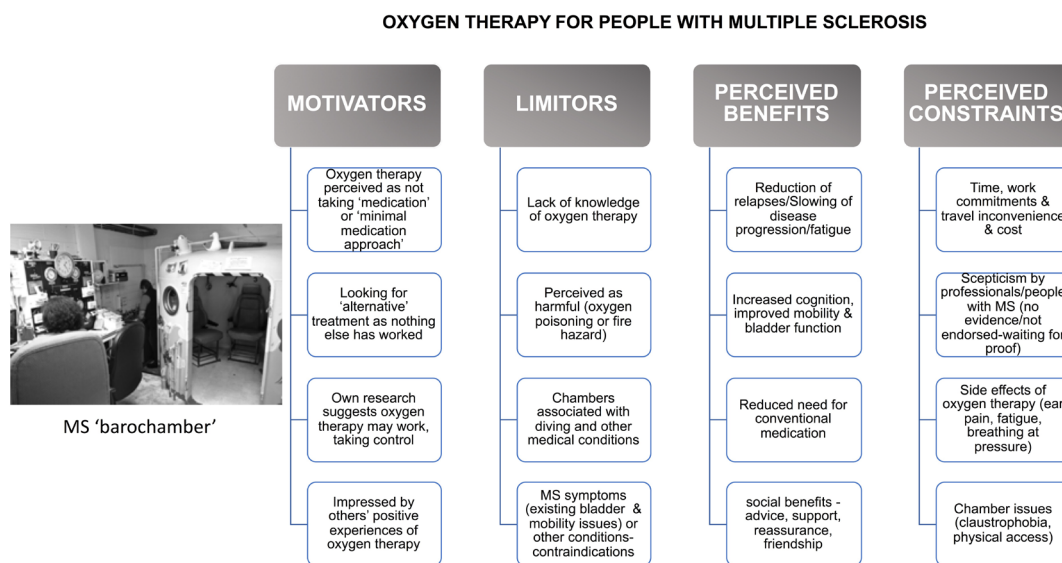 OXYGEN THERAPY FOR PEOPLE WITH MULTIPLE SCLEROSIS
MOTIVATORS
Oxygen therapy
perceived as not
taking ‘medication’
or ‘minimal
medication
approach’
Looking for
‘alternative’
treatment as nothing
else has worked
Own research
suggests oxygen
therapy may work,
taking control
Impressed by
others’ positive
experiences of
oxygen therapy
LIMITORS
Lack of knowledge
of oxygen therapy
Perceived as
harmful (oxygen
poisoning or fire
hazard)
Chambers
associated with
diving and other
medical conditions
MS symptoms
(existing bladder &
mobility issues) or
other conditions-
contraindications
PERCEIVED
BENEFITS
Reduction of
relapses/Slowing of
disease
progression/fatigue
Increased cognition,
improved mobility &
bladder function
Reduced need for
conventional
medication
social benefits -
advice, support,
reassurance,
friendship
PERCEIVED
CONSTRAINTS
Time, work
commitments &
travel inconvenience
& cost
Scepticism by
professionals/people
with MS (no
evidence/not
endorsed-waiting for
proof)
Side effects of
oxygen therapy (ear
pain, fatigue,
breathing at
pressure)
Chamber issues
(claustrophobia,
physical access)
MS ‘barochamber’